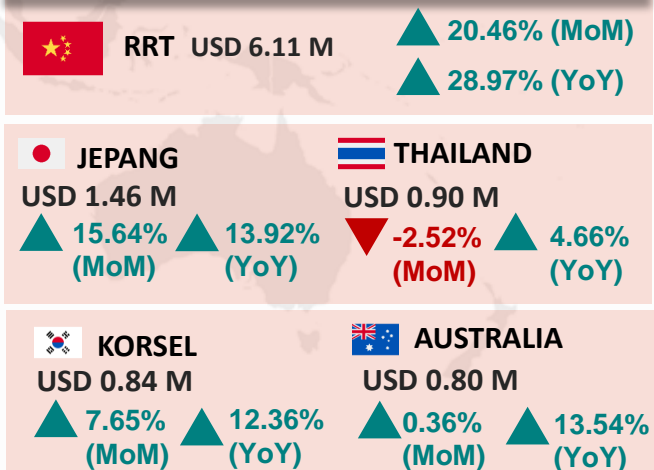 RRT USD 6.11 M
20.46% (MoM)
28.97% (YoY)
JEPANG
USD 1.46 M
15.64% (MoM)
13.92% (YoY)
THAILAND
USD 0.90 M
-2.52% (MoM)
4.66% (YoY)
KORSEL
USD 0.84 M
7.65% (MoM)
12.36% (YoY)
AUSTRALIA
USD 0.80 M
0.36% (MoM)
13.54% (YoY)